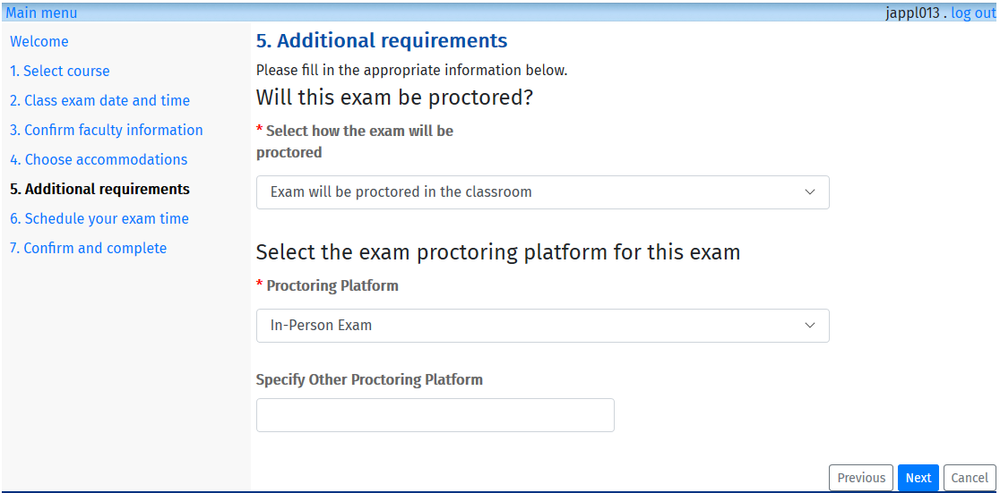 Main menu
jappl013 . log out
Welcome
1. Select course
2. Class exam date and time
3. Confirm faculty information
4. Choose accommodations
5. Additional requirements
6. Schedule your exam time
7. Confirm and complete
5. Additional requirements
Please fill in the appropriate information below.
Will this exam be proctored?
* Select how the exam will be
proctored
Exam will be proctored in the classroom
Select the exam proctoring platform for this exam
* Proctoring Platform
In-Person Exam
Specify Other Proctoring Platform
Previous
Next
Cancel